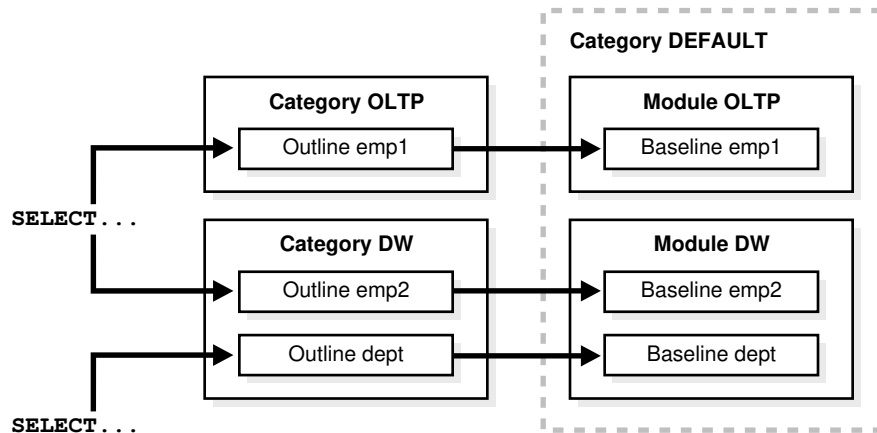 Category DEFAULT
Category OLTP
Module OLTP
Outline emp1
Baseline emp1
SELECT...
Category DW
Module DW
Outline emp2
Baseline emp2
Outline dept
Baseline dept
SELECT...